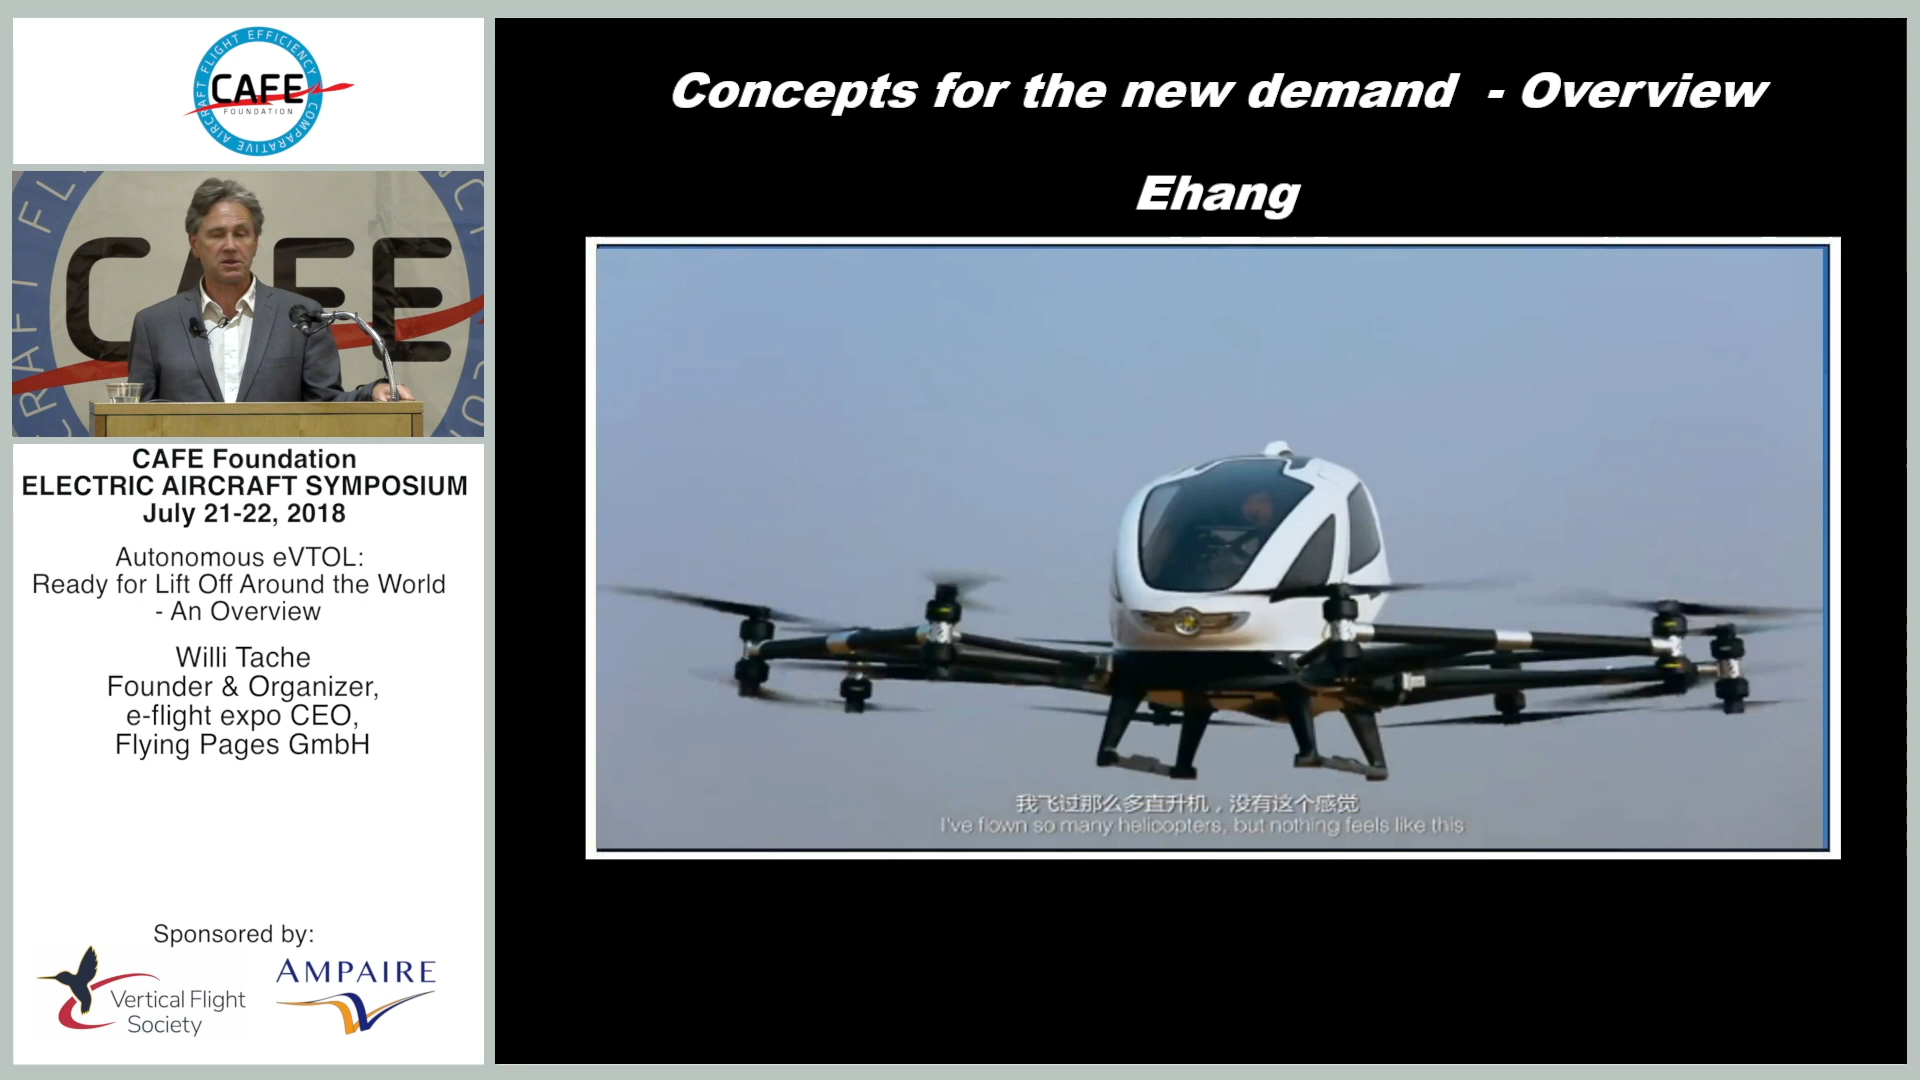 AIRCRAFT FLIGHT EFFICIENCY
CAFE
FOUNDATION
COMPARATIVE
CAFE
CAFE Foundation
ELECTRIC AIRCRAFT SYMPOSIUM
July 21-22, 2018
Autonomous eVTOL:
Ready for Lift Off Around the World
- An Overview
Willi Tache
Founder & Organizer,
e-flight expo CEO,
Flying Pages GmbH
Sponsored by:
Vertical Flight
Society
AMPAIRE
Concepts for the new demand - Overview
Ehang
我飞过那么多直升机，没有这个感觉
I've flown so many helicopters, but nothing feels like this